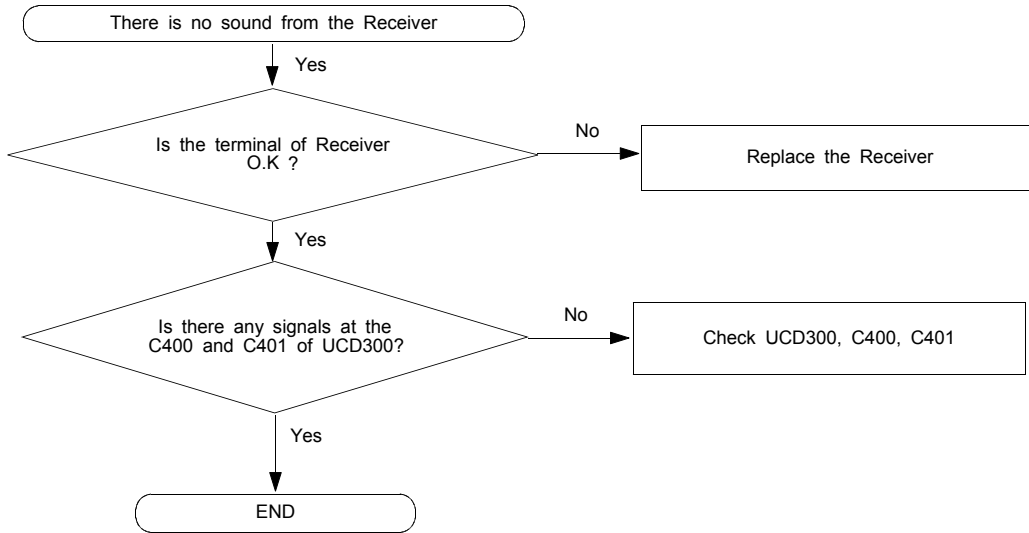 There is no sound from the Receiver
Yes
Is the terminal of Receiver
O.K ?
No
Replace the Receiver
Yes
Is there any signals at the
C400 and C401 of UCD300?
No
Check UCD300, C400, C401
Yes
END